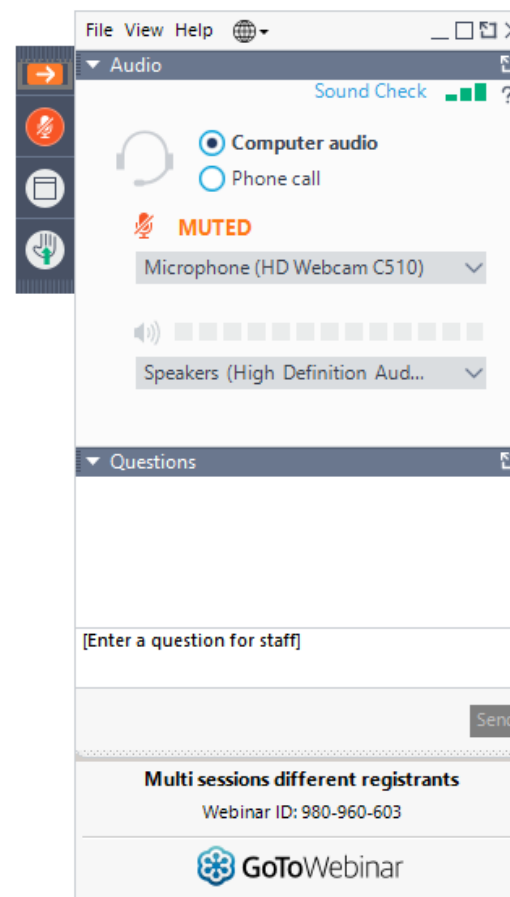 File View Help
Audio
Sound Check
?
Computer audio
Phone call
MUTED
Microphone (HD Webcam C510)
Speakers (High Definition Aud...
Questions
[Enter a question for staff]
Send
Multi sessions different registrants
Webinar ID: 980-960-603
GoToWebinar